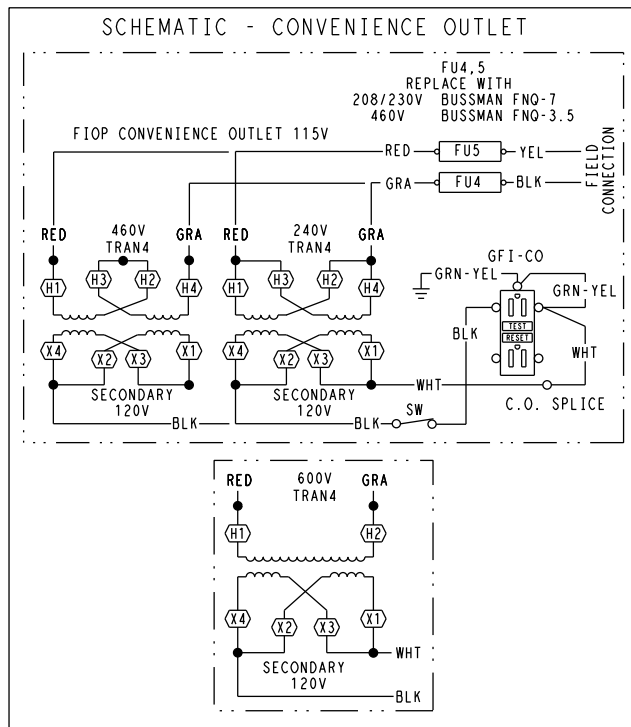 SCHEMATIC - CONVENIENCE OUTLET
FU4,5
REPLACE WITH
208/230V BUSSMAN FNQ-7
460V BUSSMAN FNQ-3.5
FIOP CONVENIENCE OUTLET 115V
RED FU5 YEL
GRA FU4 BLK
FIELD
CONNECTION
RED 460V GRA RED 240V GRA
TRAN4 TRAN4
H1 H3 H2 H4 H1 H3 H2 H4
GFI-CO
GRN-YEL
GRN-YEL
TEST
RESET
BLK
WHT
X4 X2 X3 X1 X4 X2 X3 X1
WHT
SECONDARY SECONDARY
120V 120V
C.O. SPLICE
BLK BLK SW
RED 600V GRA
TRAN4
H1 H2
X4 X2 X3 X1
WHT
SECONDARY
120V
BLK